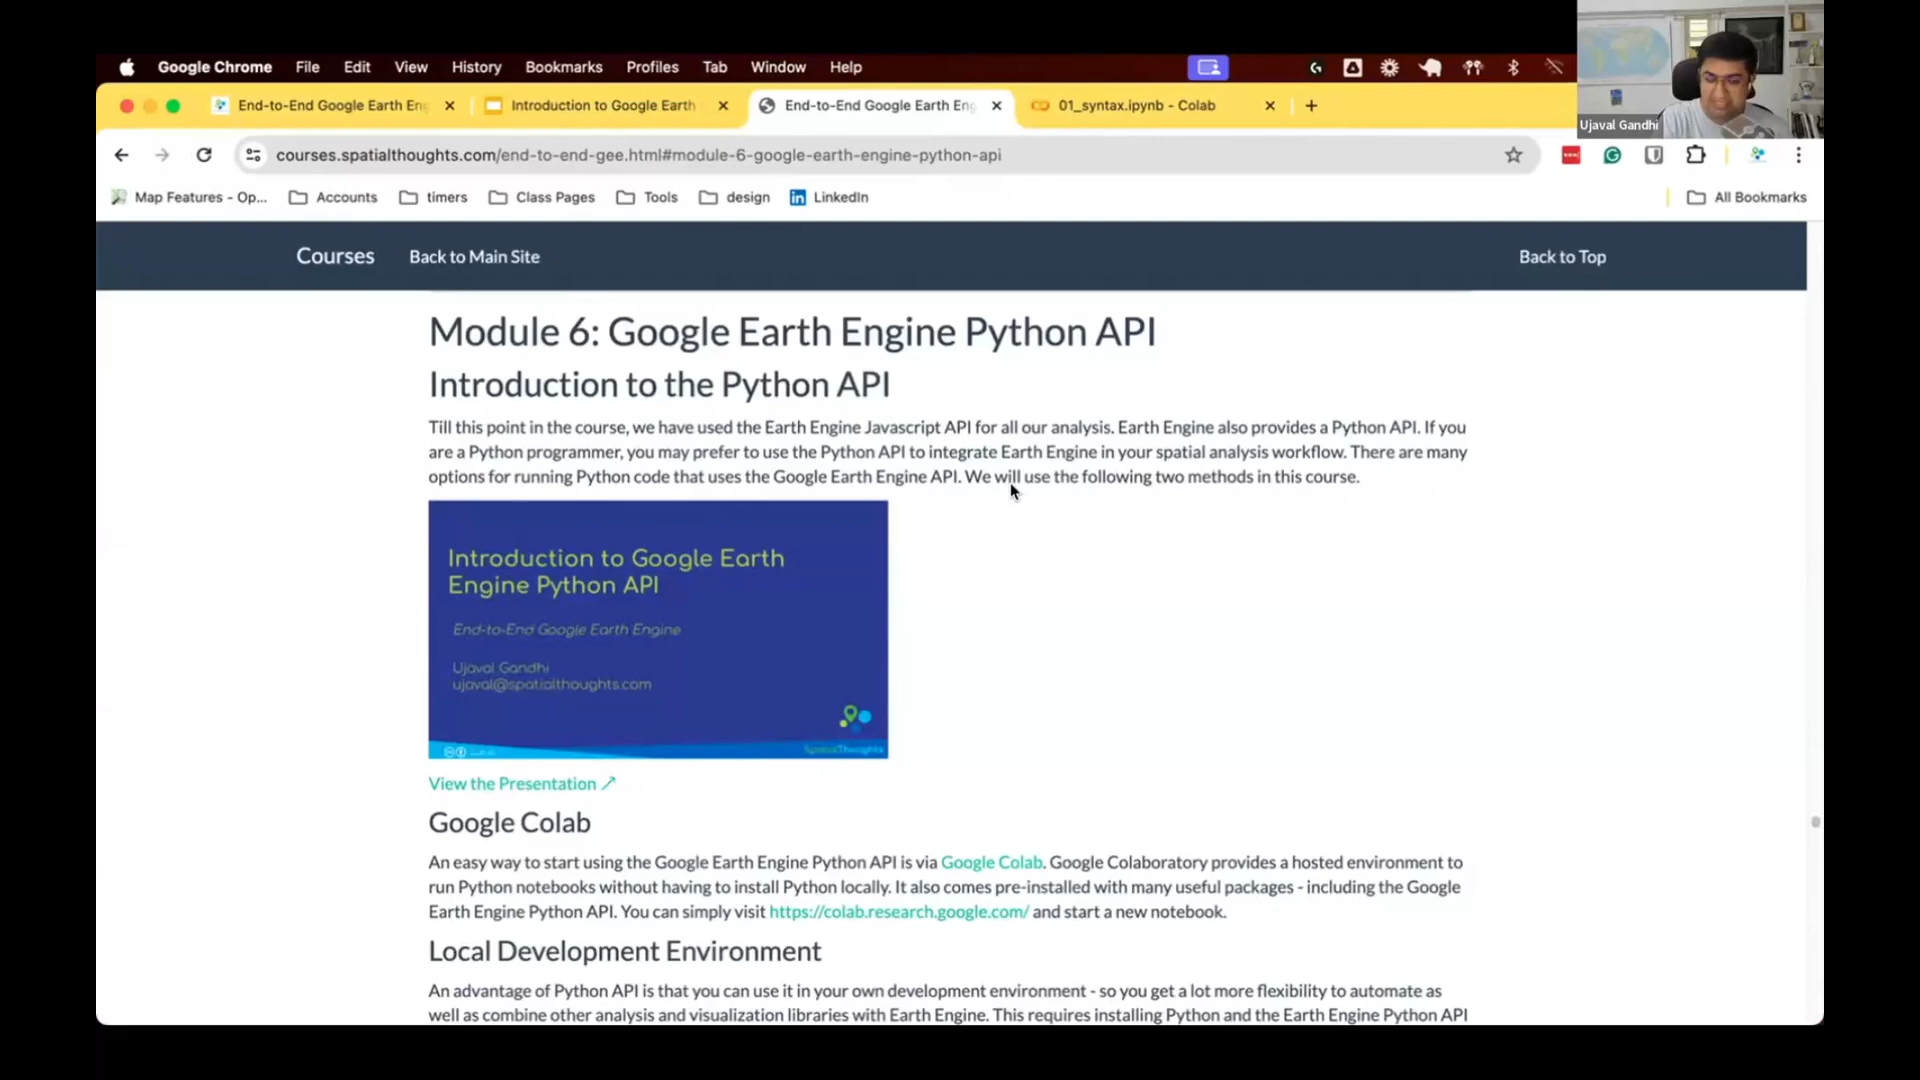 Google Chrome File Edit View History Bookmarks Profiles Tab Window Help
Ujaval Gandhi
End-to-End Google Earth En
Introduction to Google Earth
End-to-End Google Earth En
01_syntax.ipynb - Colab
courses.spatialthoughts.com/end-to-end-gee.html#module-6-google-earth-engine-python-api
Map Features - Op... Accounts timers Class Pages Tools design LinkedIn All Bookmarks
Courses Back to Main Site Back to Top
Module 6: Google Earth Engine Python API
Introduction to the Python API
Till this point in the course, we have used the Earth Engine Javascript API for all our analysis. Earth Engine also provides a Python API. If you
are a Python programmer, you may prefer to use the Python API to integrate Earth Engine in your spatial analysis workflow. There are many
options for running Python code that uses the Google Earth Engine API. We will use the following two methods in this course.
Introduction to Google Earth
Engine Python API
End-to-End Google Earth Engine
Ujaval Gandhi
ujaval@spatialthoughts.com
SpatialThoughts
View the Presentation ↗
Google Colab
An easy way to start using the Google Earth Engine Python API is via Google Colab. Google Colaboratory provides a hosted environment to
run Python notebooks without having to install Python locally. It also comes pre-installed with many useful packages - including the Google
Earth Engine Python API. You can simply visit https://colab.research.google.com/ and start a new notebook.
Local Development Environment
An advantage of Python API is that you can use it in your own development environment - so you get a lot more flexibility to automate as
well as combine other analysis and visualization libraries with Earth Engine. This requires installing Python and the Earth Engine Python API